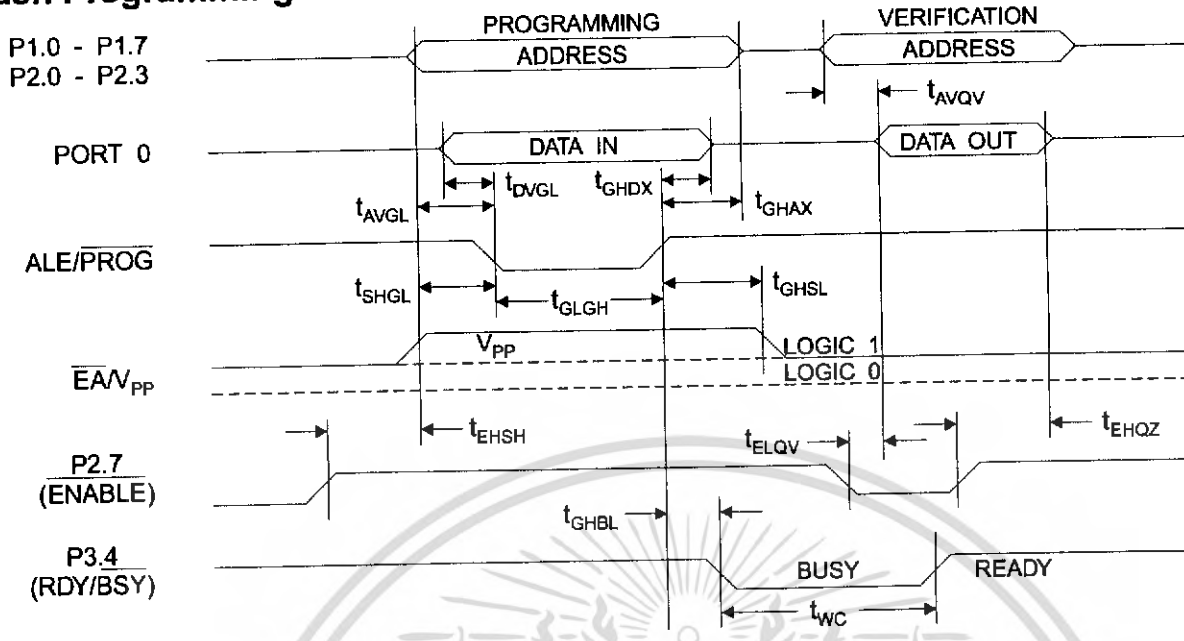 Programming
PROGRAMMING
VERIFICATION
P1.0 - P1.7
P2.0 - P2.3
ADDRESS
ADDRESS
tAVQV
PORT 0
DATA IN
DATA OUT
tDVGL
tGHDX
tAVGL
tGHAX
ALE/PROG
tSHGL
tGLGH
tGHSL
VPP
LOGIC 1
LOGIC 0
EA/VPP
tEHSH
tELQV
tEHQZ
P2.7
(ENABLE)
tGHBL
P3.4
(RDY/BSY)
BUSY
READY
tWC